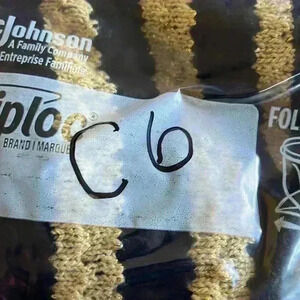 Johnson
A Family Company
Entreprise Familiale
iploc
BRAND | MARQUE
C6
FOL